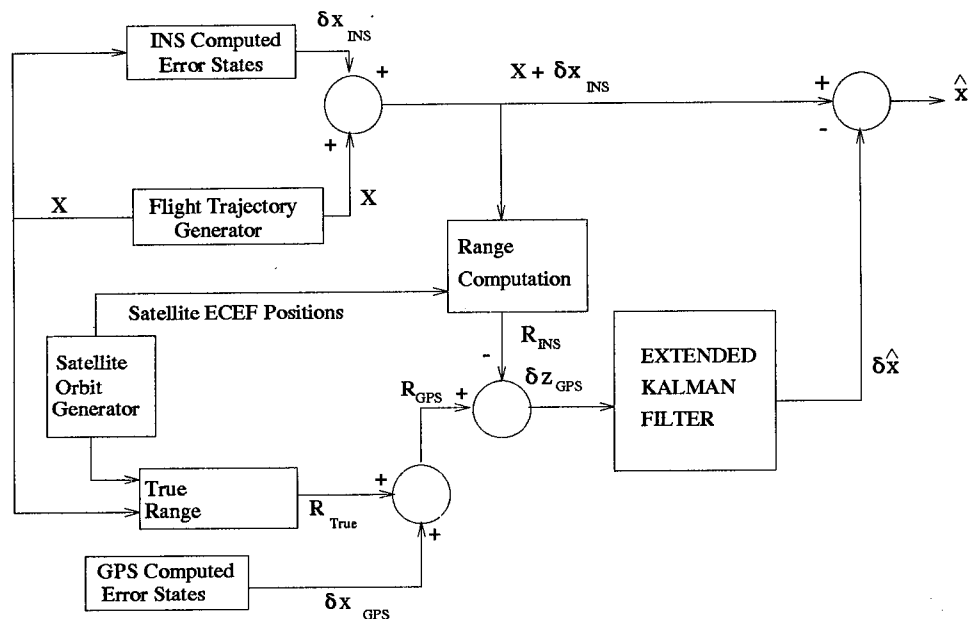 INS Computed
Error States
δx INS
+
+
X + δx INS
+
-
x̂
X
Flight Trajectory
Generator
X
Range
Computation
Satellite ECEF Positions
Satellite
Orbit
Generator
R INS
-
R GPS
+
δz GPS
EXTENDED
KALMAN
FILTER
δx̂
True
Range
R True
+
+
GPS Computed
Error States
δx GPS